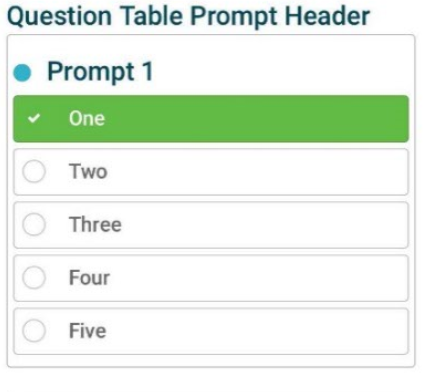 Question Table Prompt Header
Prompt 1
One
Two
Three
Four
Five